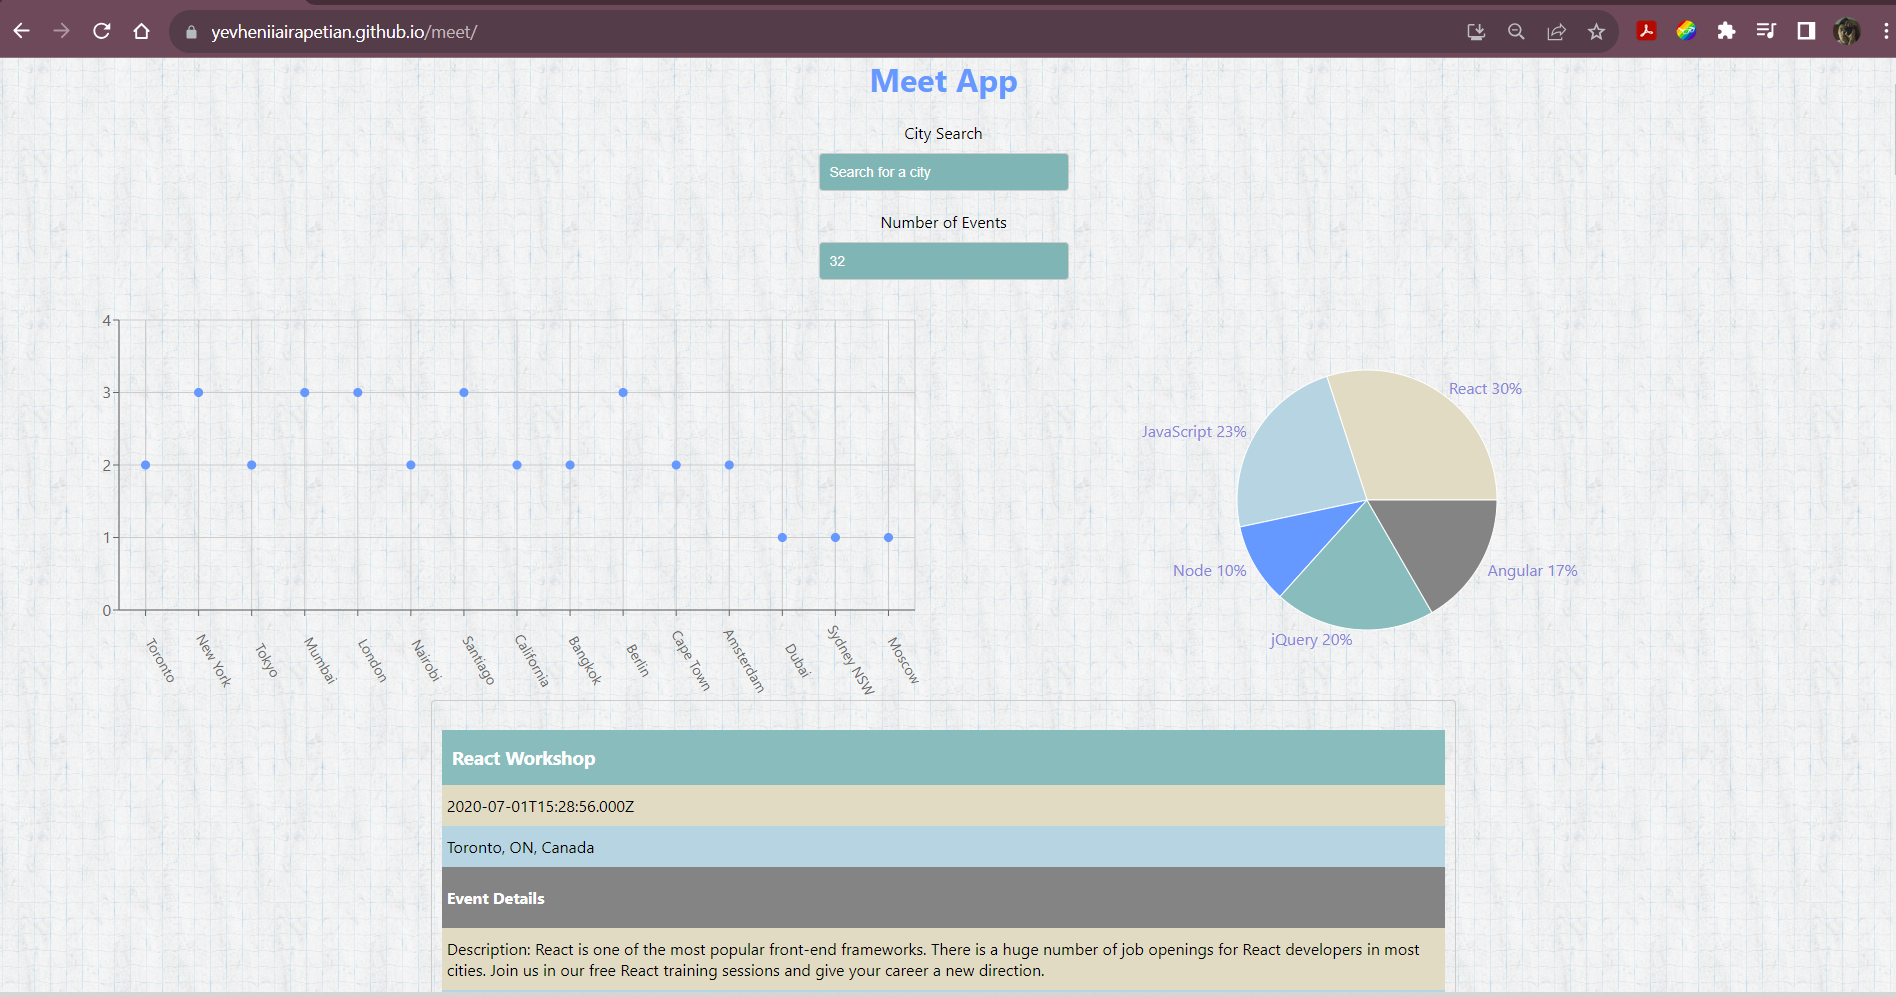 yevheniiairapetian.github.io/meet/
Meet App
City Search
Search for a city
Number of Events
32
4
3
2
1
0
Toronto
New York
Tokyo
Mumbai
London
Nairobi
Santiago
California
Bangkok
Berlin
Cape Town
Amsterdam
Dubai
Sydney NSW
Moscow
React 30%
JavaScript 23%
Node 10%
Angular 17%
jQuery 20%
React Workshop
2020-07-01T15:28:56.000Z
Toronto, ON, Canada
Event Details
Description: React is one of the most popular front-end frameworks. There is a huge number of job openings for React developers in most
cities. Join us in our free React training sessions and give your career a new direction.